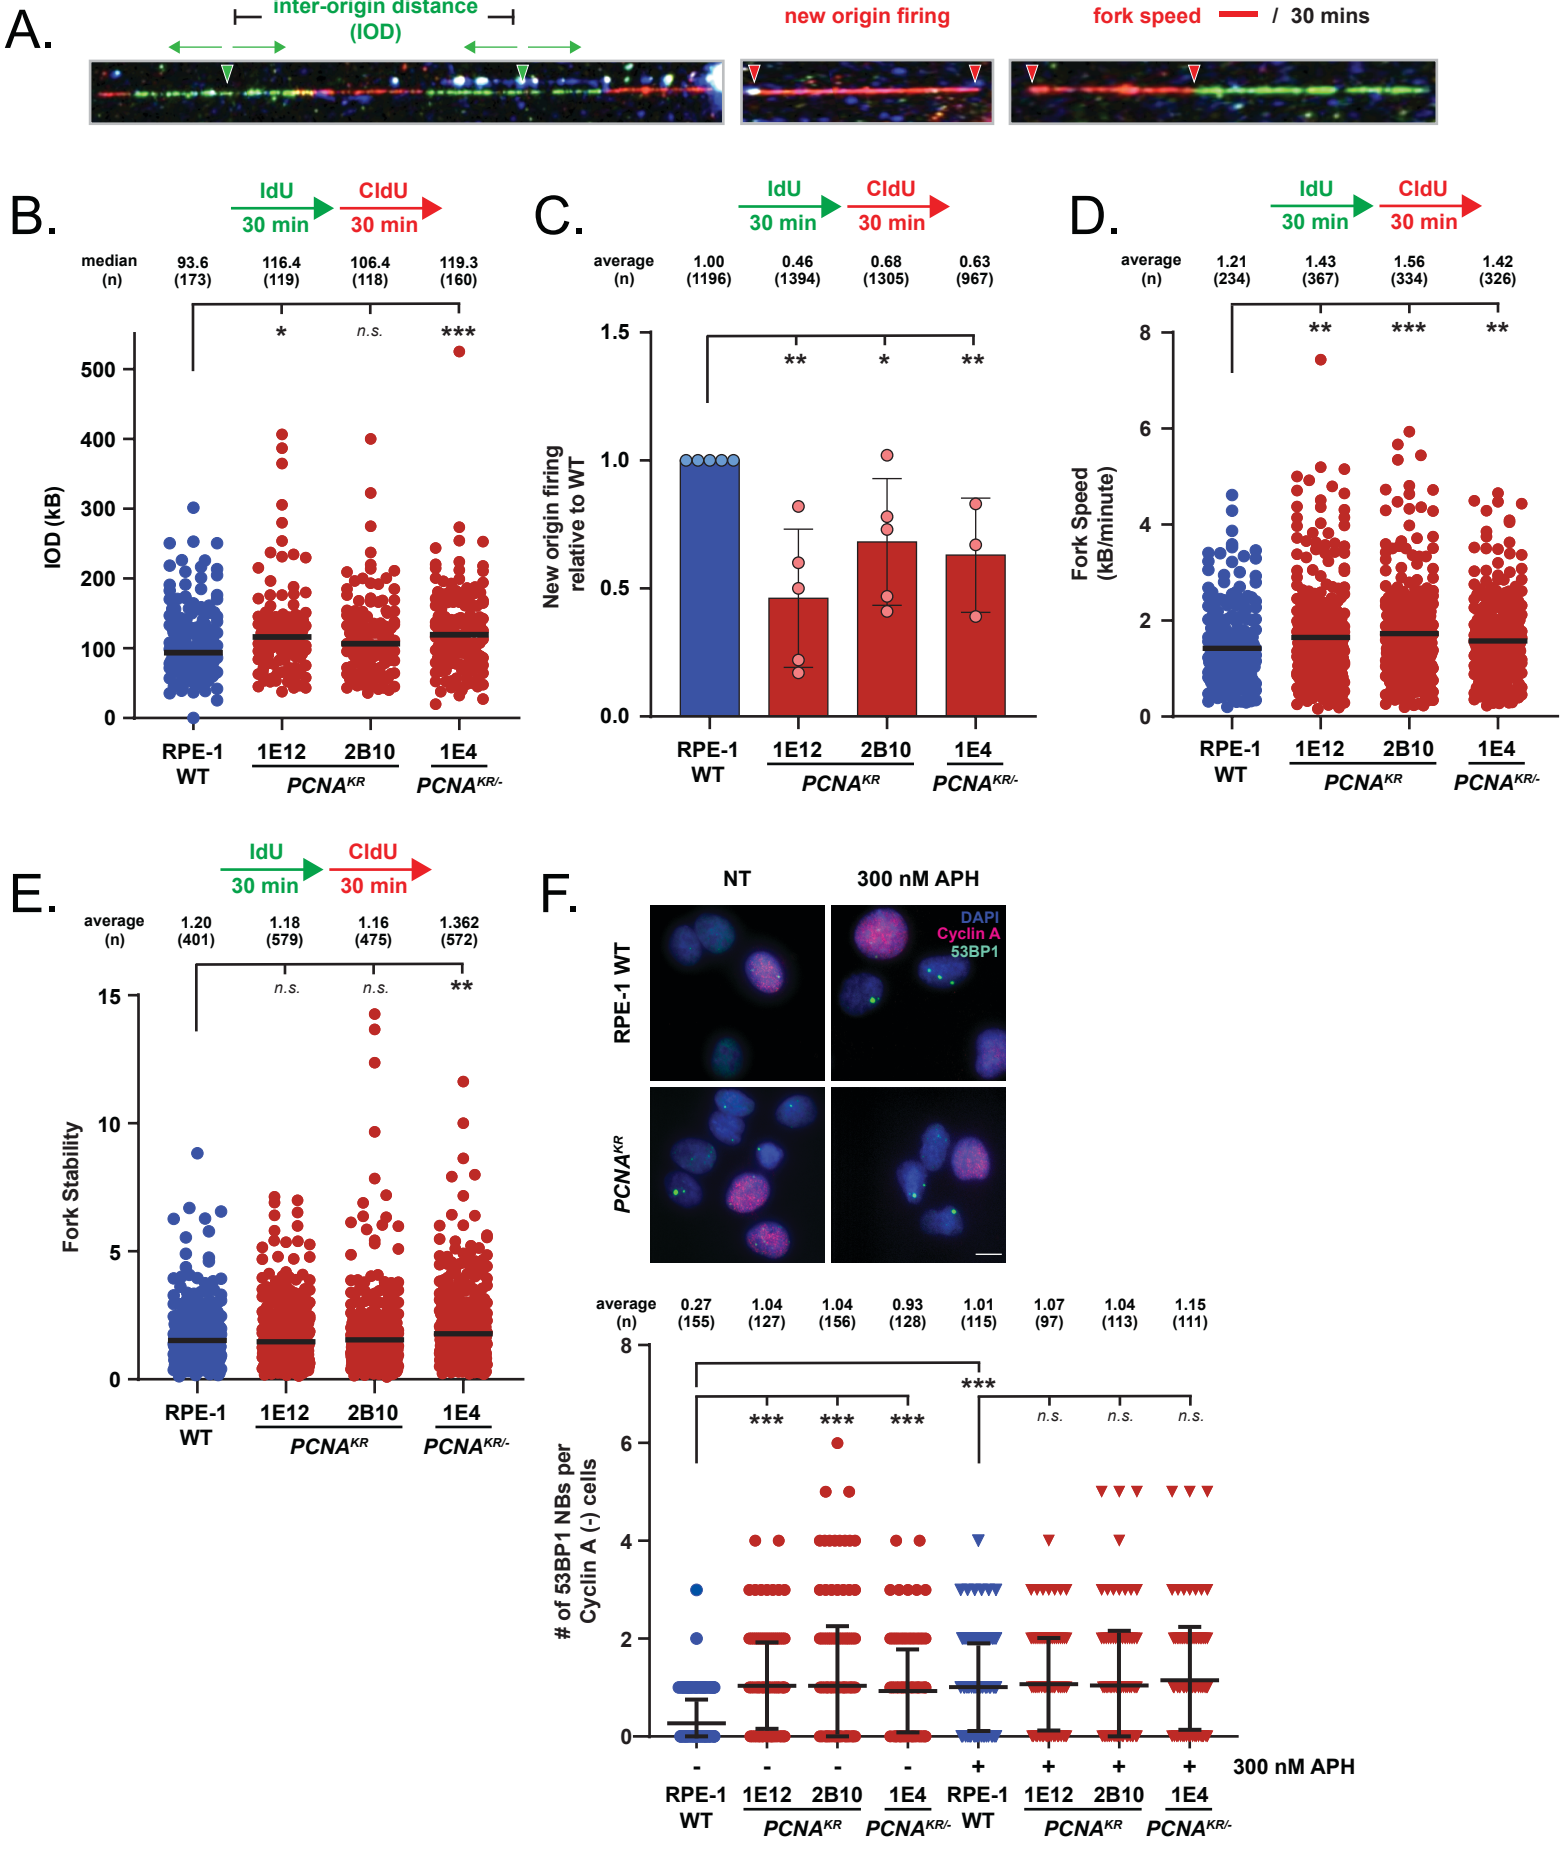 A.
inter-origin distance
(IOD)
new origin firing
fork speed / 30 mins
B.
IdU CldU
30 min 30 min
median 93.6 116.4 106.4 119.3
(n) (173) (119) (118) (160)
* n.s. ***
IOD (kB)
500
400
300
200
100
0
RPE-1 1E12 2B10 1E4
WT PCNAKR PCNAKR/-
C.
IdU CldU
30 min 30 min
average 1.00 0.46 0.68 0.63
(n) (1196) (1394) (1305) (967)
** * **
New origin firing
relative to WT
1.5
1.0
0.5
0.0
RPE-1 1E12 2B10 1E4
WT PCNAKR PCNAKR/-
D.
IdU CldU
30 min 30 min
average 1.21 1.43 1.56 1.42
(n) (234) (367) (334) (326)
** *** **
Fork Speed
(kB/minute)
8
6
4
2
0
RPE-1 1E12 2B10 1E4
WT PCNAKR PCNAKR/-
E.
IdU CldU
30 min 30 min
average 1.20 1.18 1.16 1.362
(n) (401) (579) (475) (572)
n.s. n.s. **
Fork Stability
15
10
5
0
RPE-1 1E12 2B10 1E4
WT PCNAKR PCNAKR/-
F.
NT 300 nM APH
RPE-1 WT
DAPI
Cyclin A
53BP1
PCNAKR
average 0.27 1.04 1.04 0.93 1.01 1.07 1.04 1.15
(n) (155) (127) (156) (128) (115) (97) (113) (111)
***
*** *** *** n.s. n.s. n.s.
# of 53BP1 NBs per
Cyclin A (-) cells
8
6
4
2
0
- - - - + + + + 300 nM APH
RPE-1 1E12 2B10 1E4 RPE-1 1E12 2B10 1E4
WT PCNAKR PCNAKR/- WT PCNAKR PCNAKR/-